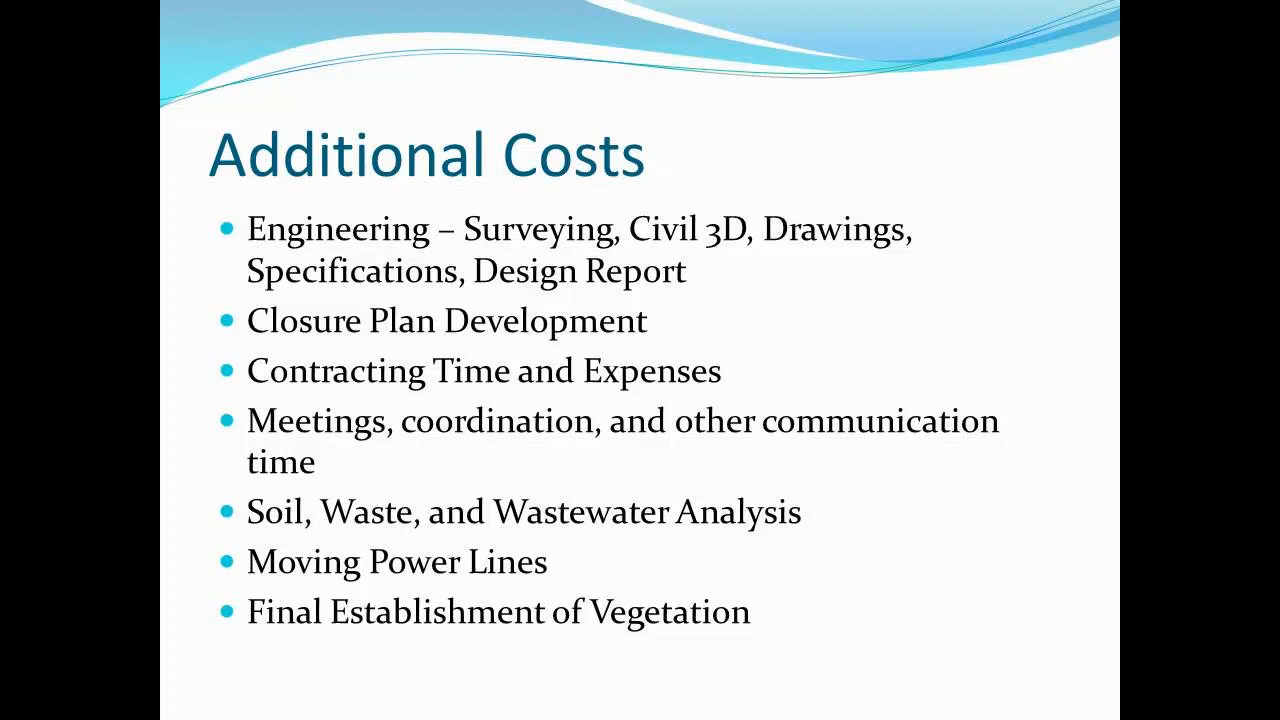 Additional Costs
• Engineering – Surveying, Civil 3D, Drawings,
Specifications, Design Report
• Closure Plan Development
• Contracting Time and Expenses
• Meetings, coordination, and other communication
time
• Soil, Waste, and Wastewater Analysis
• Moving Power Lines
• Final Establishment of Vegetation